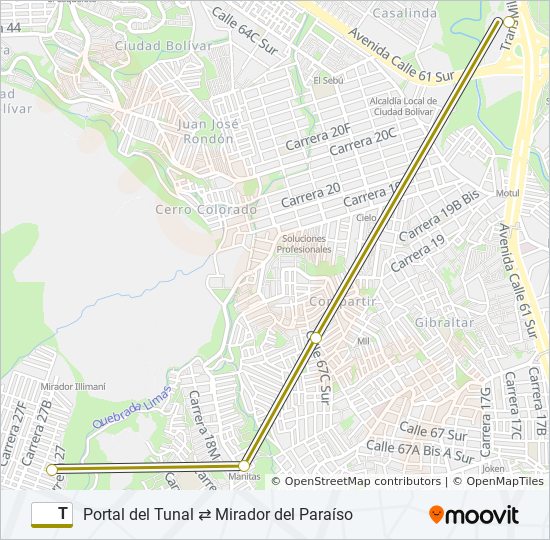 Carrera 44
Calle 64C Sur
Casalinda
Avenida Calle 61 Sur
Ciudad Bolívar
El Sebú
Alcaldía Local de
Ciudad Bolívar
Juan José
Rondón
Carrera 20F
Carrera 20C
Carrera 20
Motul
Cerro Colorado
Cielo
Carrera 19B Bis
Carrera 19
Soluciones
Profesionales
Avenida Calle 61 Sur
Compartir
Gibraltar
Calle 67C Sur
Mll
Mirador Illimaní
Quebrada Limas
Carrera 27F
Carrera 27B
Carrera 27
Carrera 18M
Carrera 17G
Carrera 17C
Carrera 17B
Calle 67 Sur
Calle 67A Bis A Sur
Manitas
Joken
© OpenStreetMap contributors | © OpenMapTiles
T Portal del Tunal ⇄ Mirador del Paraíso
moovit